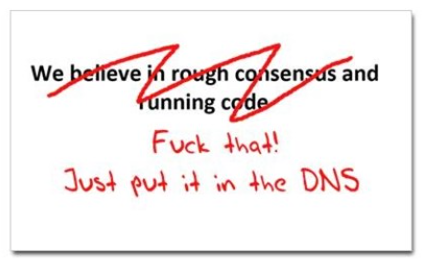 We believe in rough consensus and
running code
Fuck that!
Just put it in the DNS